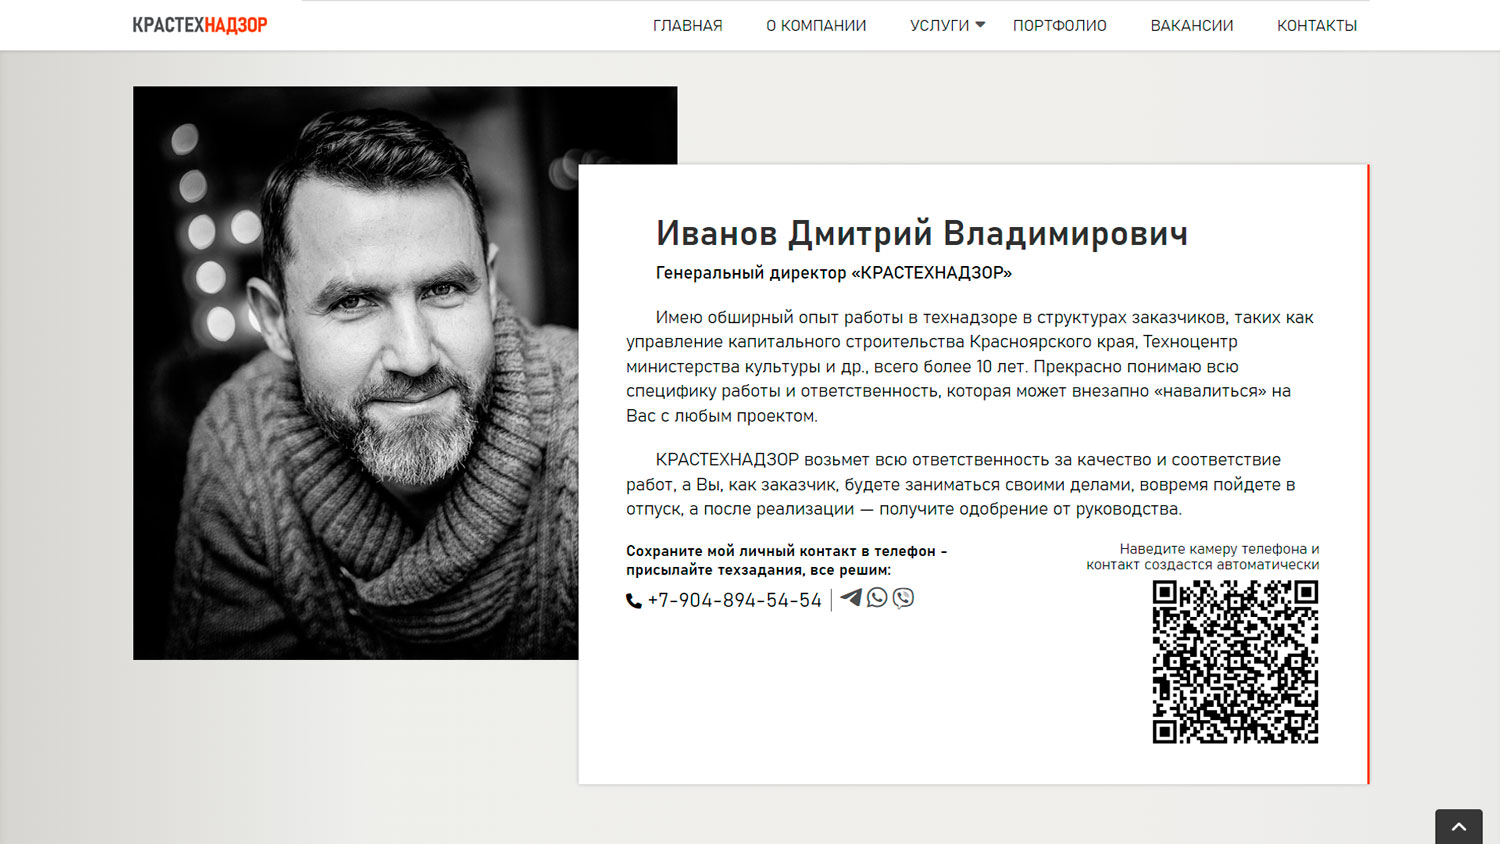 КРАСТЕХНАДЗОР
ГЛАВНАЯ О КОМПАНИИ УСЛУГИ ПОРТФОЛИО ВАКАНСИИ КОНТАКТЫ
Иванов Дмитрий Владимирович
Генеральный директор «КРАСТЕХНАДЗОР»
Имею обширный опыт работы в технадзоре в структурах заказчиков, таких как
управление капитального строительства Красноярского края, Техноцентр
министерства культуры и др., всего более 10 лет. Прекрасно понимаю всю
специфику работы и ответственность, которая может внезапно «навалиться» на
Вас с любым проектом.
КРАСТЕХНАДЗОР возьмет всю ответственность за качество и соответствие
работ, а Вы, как заказчик, будете заниматься своими делами, вовремя пойдете в
отпуск, а после реализации — получите одобрение от руководства.
Сохраните мой личный контакт в телефон -
присылайте техзадания, все решим:
+7-904-894-54-54
Наведите камеру телефона и
контакт создастся автоматически